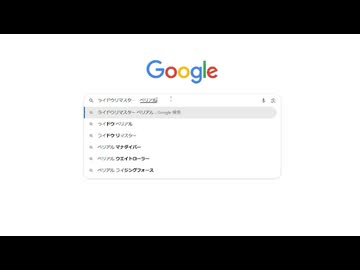 Google
ライドウリマスター ベリアル
ライドウリマスター ベリアル - Google 検索
ライドウ ベリアル
ライドウ リマスター
ベリアル マナダイバー
ベリアル ウエイトローラー
ベリアル ライジングフォース